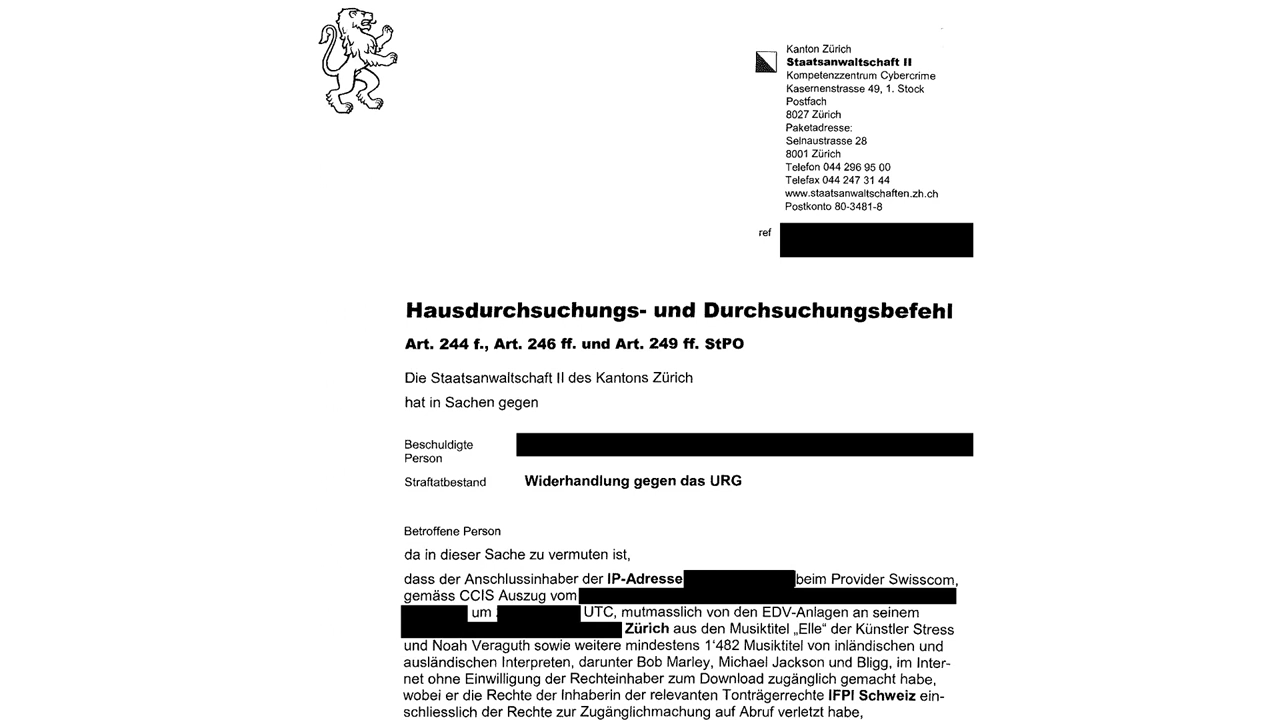 Kanton Zürich
Staatsanwaltschaft II
Kompetenzzentrum Cybercrime
Kasernenstrasse 49, 1. Stock
Postfach
8027 Zürich
Paketadresse:
Selnaustrasse 28
8001 Zürich
Telefon 044 296 95 00
Telefax 044 247 31 44
www.staatsanwaltschaften.zh.ch
Postkonto 80-3481-8
ref
Hausdurchsuchungs- und Durchsuchungsbefehl
Art. 244 f., Art. 246 ff. und Art. 249 ff. StPO
Die Staatsanwaltschaft II des Kantons Zürich
hat in Sachen gegen
Beschuldigte
Person
Straftatbestand Widerhandlung gegen das URG
Betroffene Person
da in dieser Sache zu vermuten ist,
dass der Anschlussinhaber der IP-Adresse beim Provider Swisscom,
gemäss CCIS Auszug vom
um UTC, mutmasslich von den EDV-Anlagen an seinem
Zürich aus den Musiktitel „Elle“ der Künstler Stress
und Noah Veraguth sowie weitere mindestens 1‘482 Musiktitel von inländischen und
ausländischen Interpreten, darunter Bob Marley, Michael Jackson und Bligg, im Inter-
net ohne Einwilligung der Rechteinhaber zum Download zugänglich gemacht habe,
wobei er die Rechte der Inhaberin der relevanten Tonträgerrechte IFPI Schweiz ein-
schliesslich der Rechte zur Zugänglichmachung auf Abruf verletzt habe,